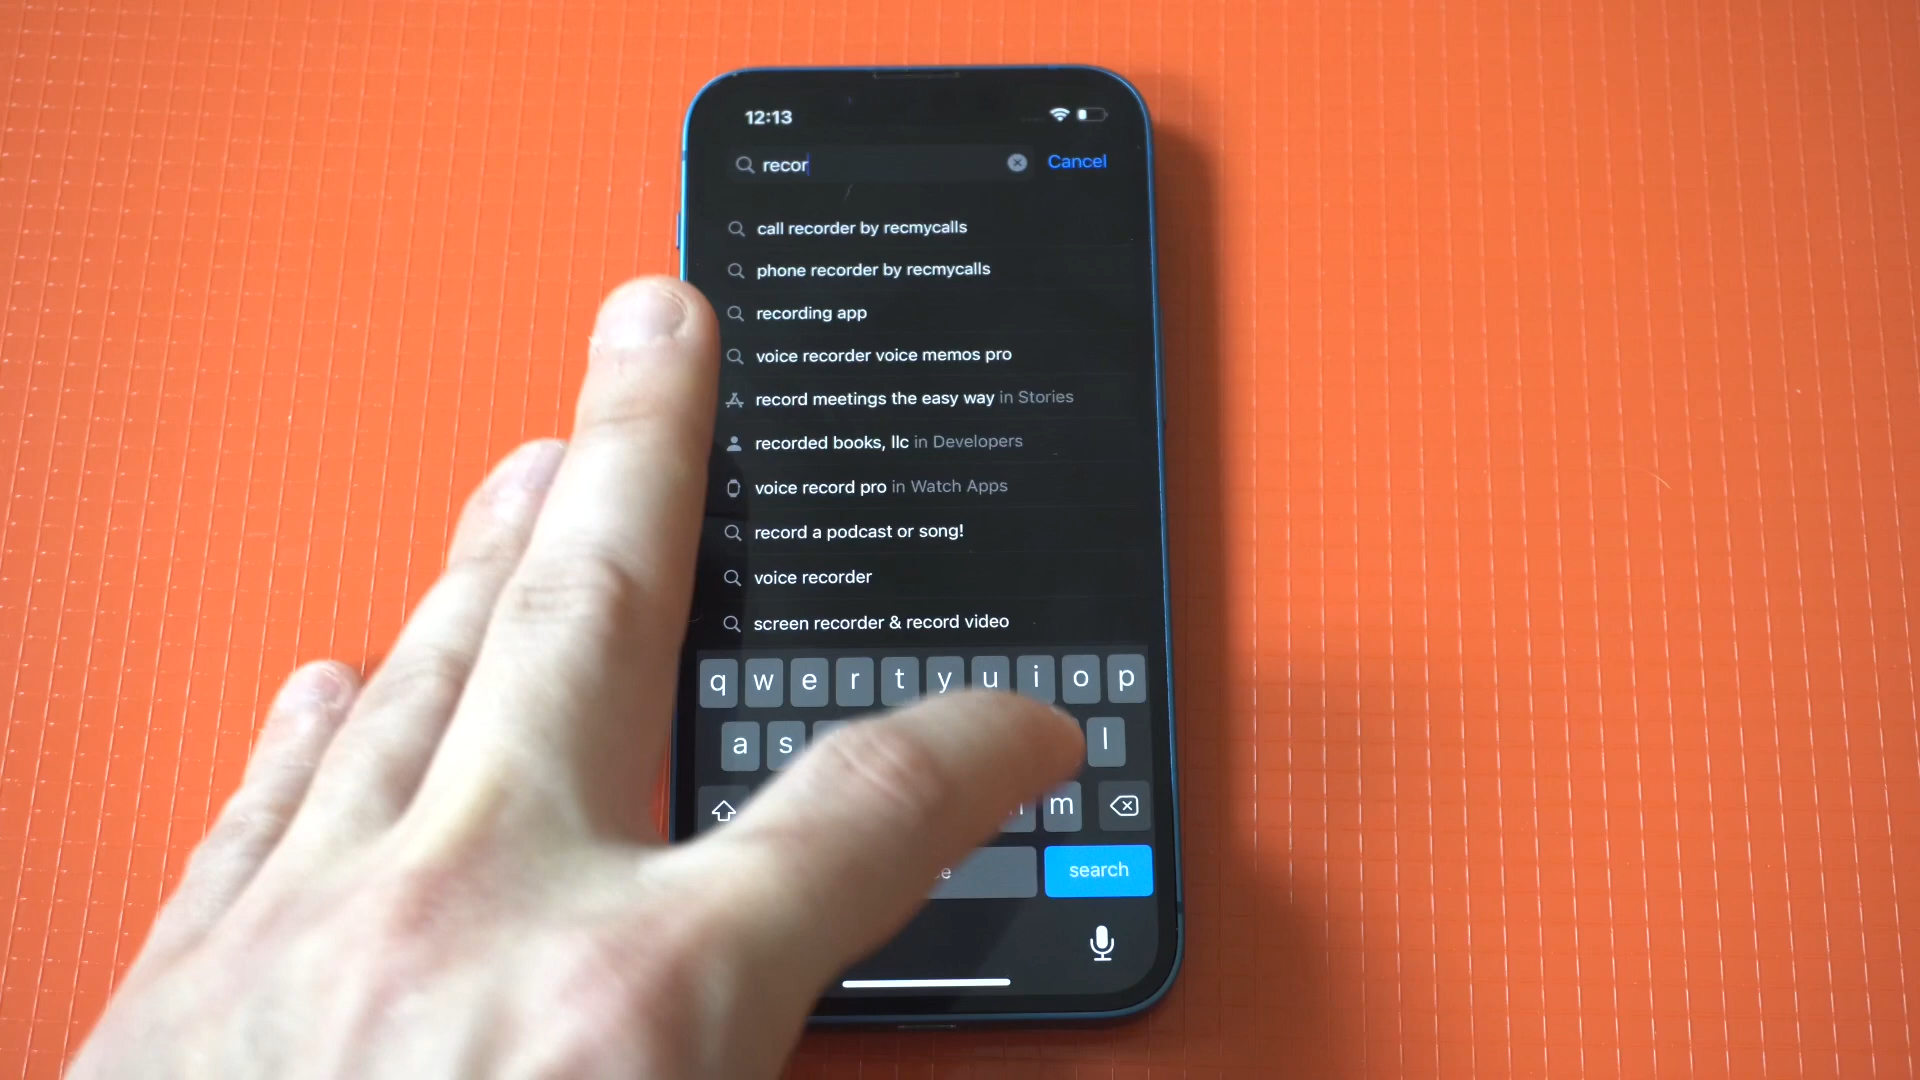 12:13
recor
Cancel
call recorder by recmycalls
phone recorder by recmycalls
recording app
voice recorder voice memos pro
record meetings the easy way in Stories
recorded books, llc in Developers
voice record pro in Watch Apps
record a podcast or song!
voice recorder
screen recorder & record video
q w e r t y u i o p
a s l
m
search